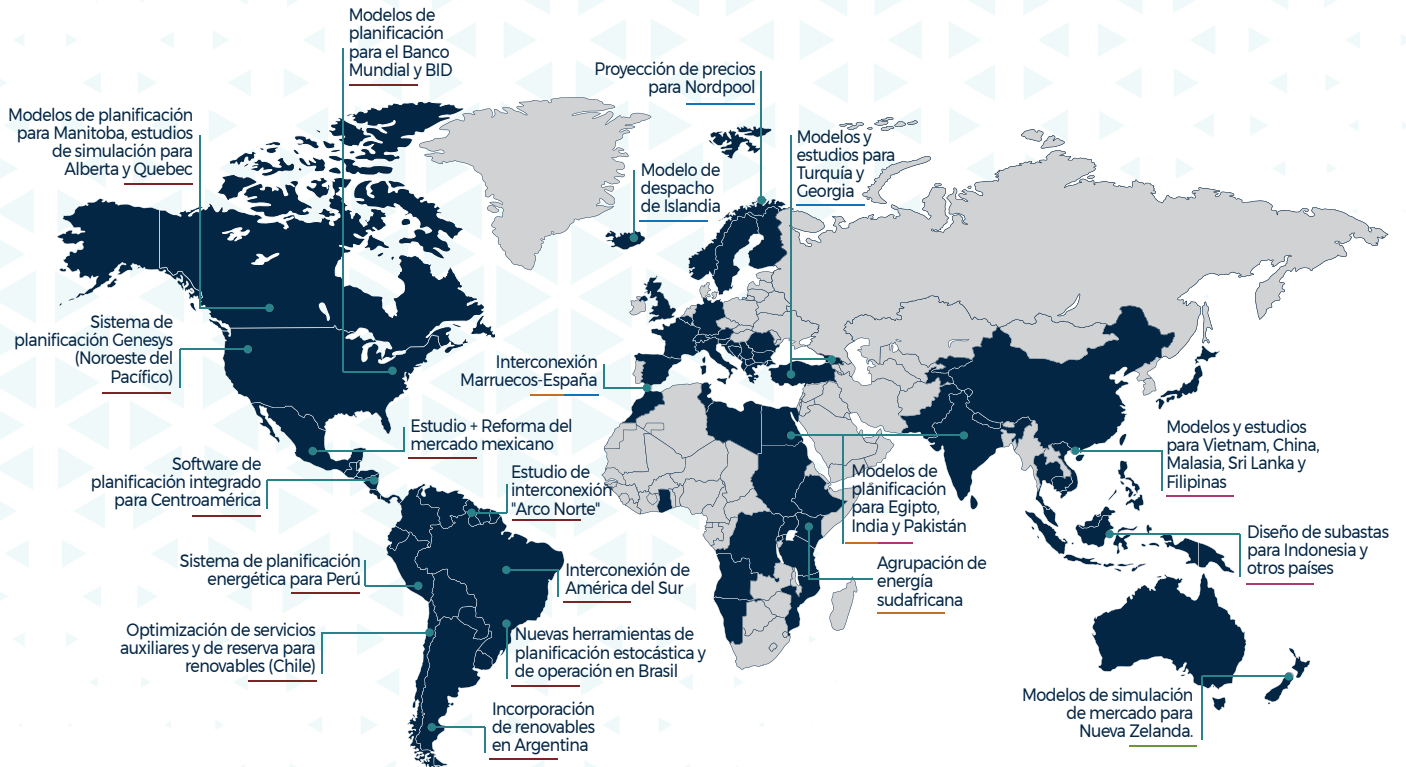 Modelos de
planificación
para el Banco
Mundial y BID
Proyección de precios
para Nordpool
Modelos de planificación
para Manitoba, estudios
de simulación para
Alberta y Quebec
Modelos y
estudios para
Turquía y
Georgia
Modelo de
despacho
de Islandia
Sistema de
planificación Genesys
(Noroeste del
Pacífico)
Interconexión
Marruecos-España
Estudio + Reforma del
mercado mexicano
Modelos y estudios
para Vietnam, China,
Malasia, Sri Lanka y
Filipinas
Software de
planificación integrado
para Centroamérica
Estudio de
interconexión
"Arco Norte"
Modelos de
planificación
para Egipto,
India y Pakistán
Diseño de subastas
para Indonesia y
otros países
Sistema de planificación
energética para Perú
Interconexión de
América del Sur
Agrupación de
energía
sudafricana
Optimización de servicios
auxiliares y de reserva para
renovables (Chile)
Nuevas herramientas de
planificación estocástica y
de operación en Brasil
Modelos de simulación
de mercado para
Nueva Zelanda.
Incorporación
de renovables
en Argentina